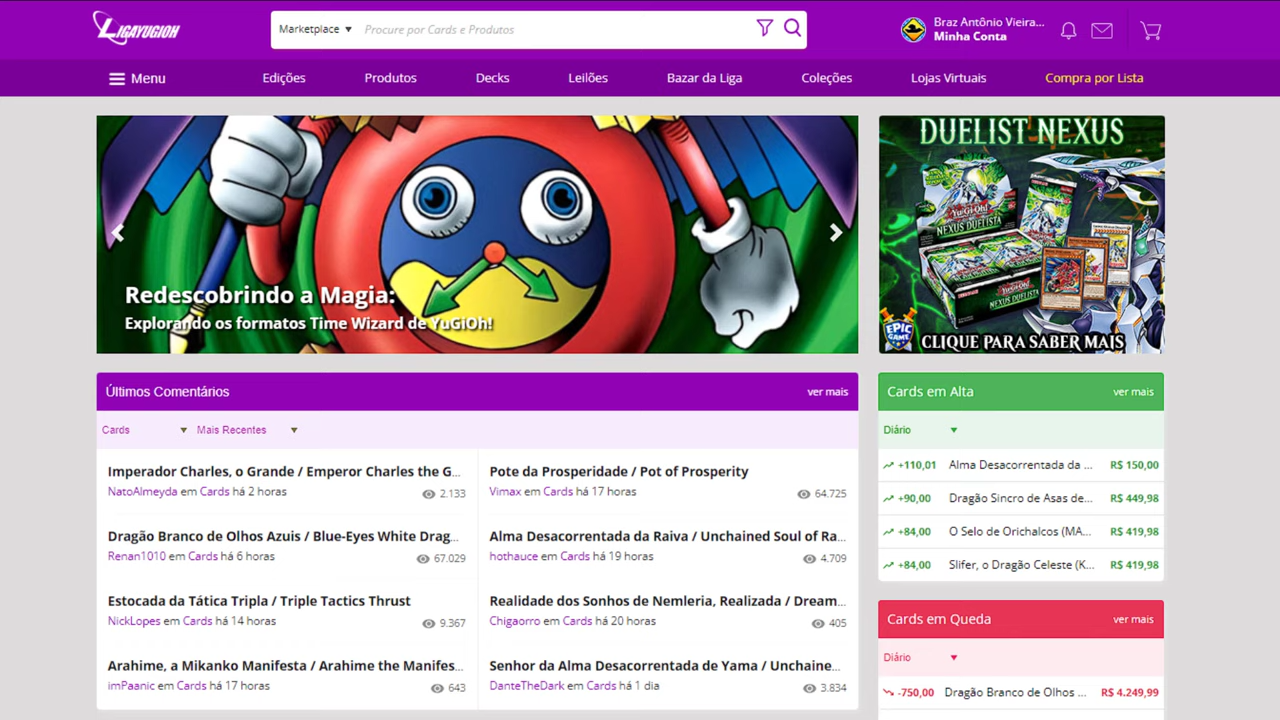 LIGAYUGIOH
Marketplace ▼ Procure por Cards e Produtos
Braz Antônio Vieira...
Minha Conta
Menu Edições Produtos Decks Leilões Bazar da Liga Coleções Lojas Virtuais Compra por Lista
Redescobrindo a Magia:
Explorando os formatos Time Wizard de YuGiOh!
DUELIST NEXUS
Yu-Gi-Oh!
NEXUS DUELISTA
NEXUS DUELISTA
EPIC GAME
CLIQUE PARA SABER MAIS
Últimos Comentários ver mais
Cards ▼ Mais Recentes ▼
Imperador Charles, o Grande / Emperor Charles the G...
NatoAlmeyda em Cards há 2 horas 2.133
Pote da Prosperidade / Pot of Prosperity
Vimax em Cards há 17 horas 64.725
Dragão Branco de Olhos Azuis / Blue-Eyes White Drag...
Renan1010 em Cards há 6 horas 67.029
Alma Desacorrentada da Raiva / Unchained Soul of Ra...
hothauce em Cards há 19 horas 4.709
Estocada da Tática Tripla / Triple Tactics Thrust
NickLopes em Cards há 14 horas 9.367
Realidade dos Sonhos de Nemleria, Realizada / Dream...
Chigaorro em Cards há 20 horas 405
Arahime, a Mikanko Manifesta / Arahime the Manifes...
imPaanic em Cards há 17 horas 643
Senhor da Alma Desacorrentada de Yama / Unchaine...
DanteTheDark em Cards há 1 dia 3.834
Cards em Alta ver mais
Diário ▼
+110,01 Alma Desacorrentada da ... R$ 150,00
+90,00 Dragão Sincro de Asas de... R$ 449,98
+84,00 O Selo de Orichalcos (MA... R$ 419,98
+84,00 Slifer, o Dragão Celeste (K... R$ 419,98
Cards em Queda ver mais
Diário ▼
-750,00 Dragão Branco de Olhos ... R$ 4.249,99